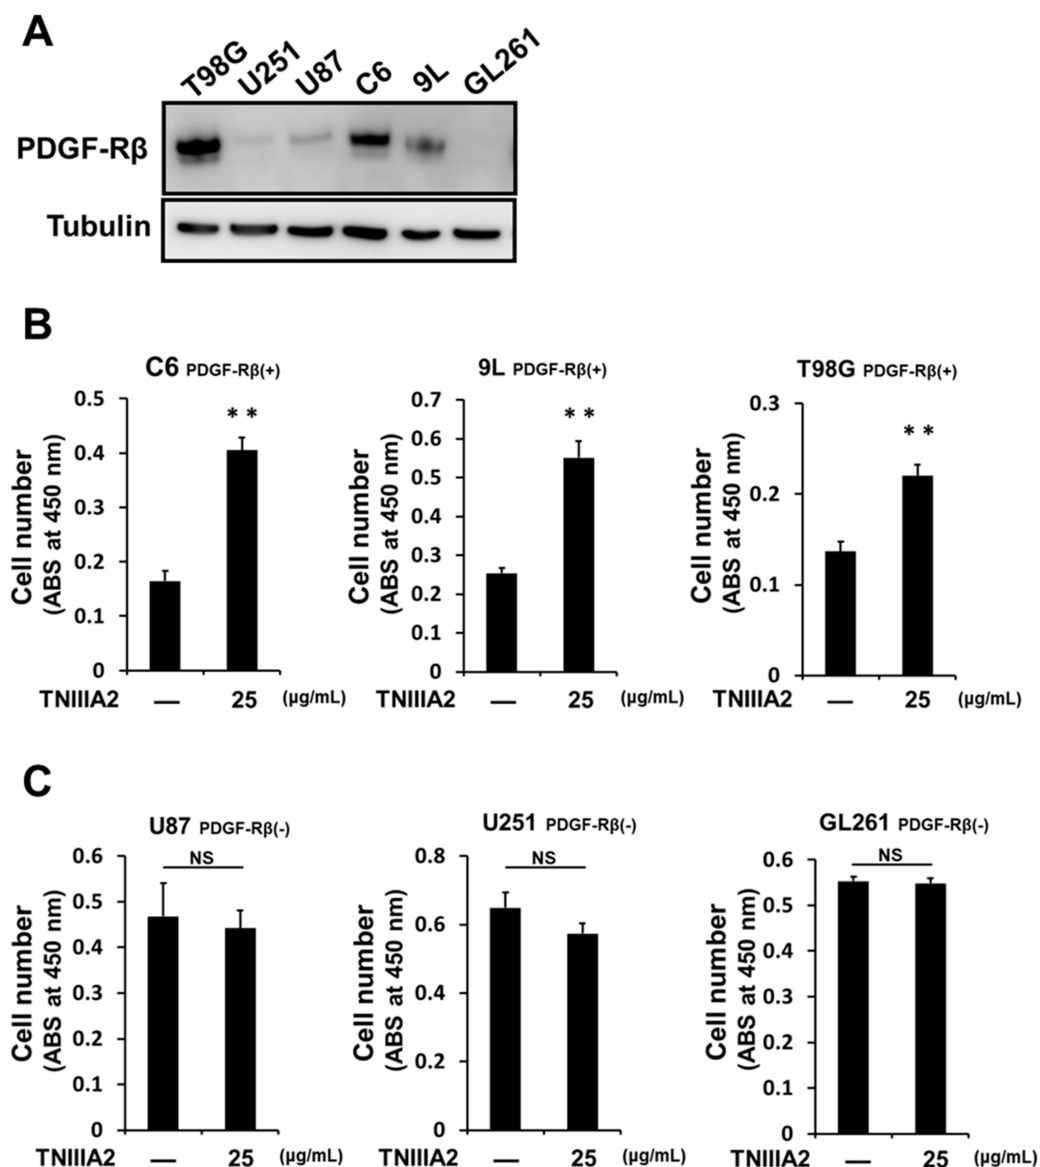 A
T98G U251 U87 C6 9L GL261
PDGF-Rβ
Tubulin
B
C6 PDGF-Rβ(+)
Cell number
(ABS at 450 nm)
0.5
0.4
0.3
0.2
0.1
0
* *
TNIIIA2 — 25 (μg/mL)
9L PDGF-Rβ(+)
Cell number
(ABS at 450 nm)
0.7
0.6
0.5
0.4
0.3
0.2
0.1
0
* *
TNIIIA2 — 25 (μg/mL)
T98G PDGF-Rβ(+)
Cell number
(ABS at 450 nm)
0.3
0.2
0.1
0
* *
TNIIIA2 — 25 (μg/mL)
C
U87 PDGF-Rβ(-)
Cell number
(ABS at 450 nm)
0.6
0.5
0.4
0.3
0.2
0.1
0
NS
TNIIIA2 — 25 (μg/mL)
U251 PDGF-Rβ(-)
Cell number
(ABS at 450 nm)
0.8
0.6
0.4
0.2
0
NS
TNIIIA2 — 25 (μg/mL)
GL261 PDGF-Rβ(-)
Cell number
(ABS at 450 nm)
0.6
0.5
0.4
0.3
0.2
0.1
0
NS
TNIIIA2 — 25 (μg/mL)